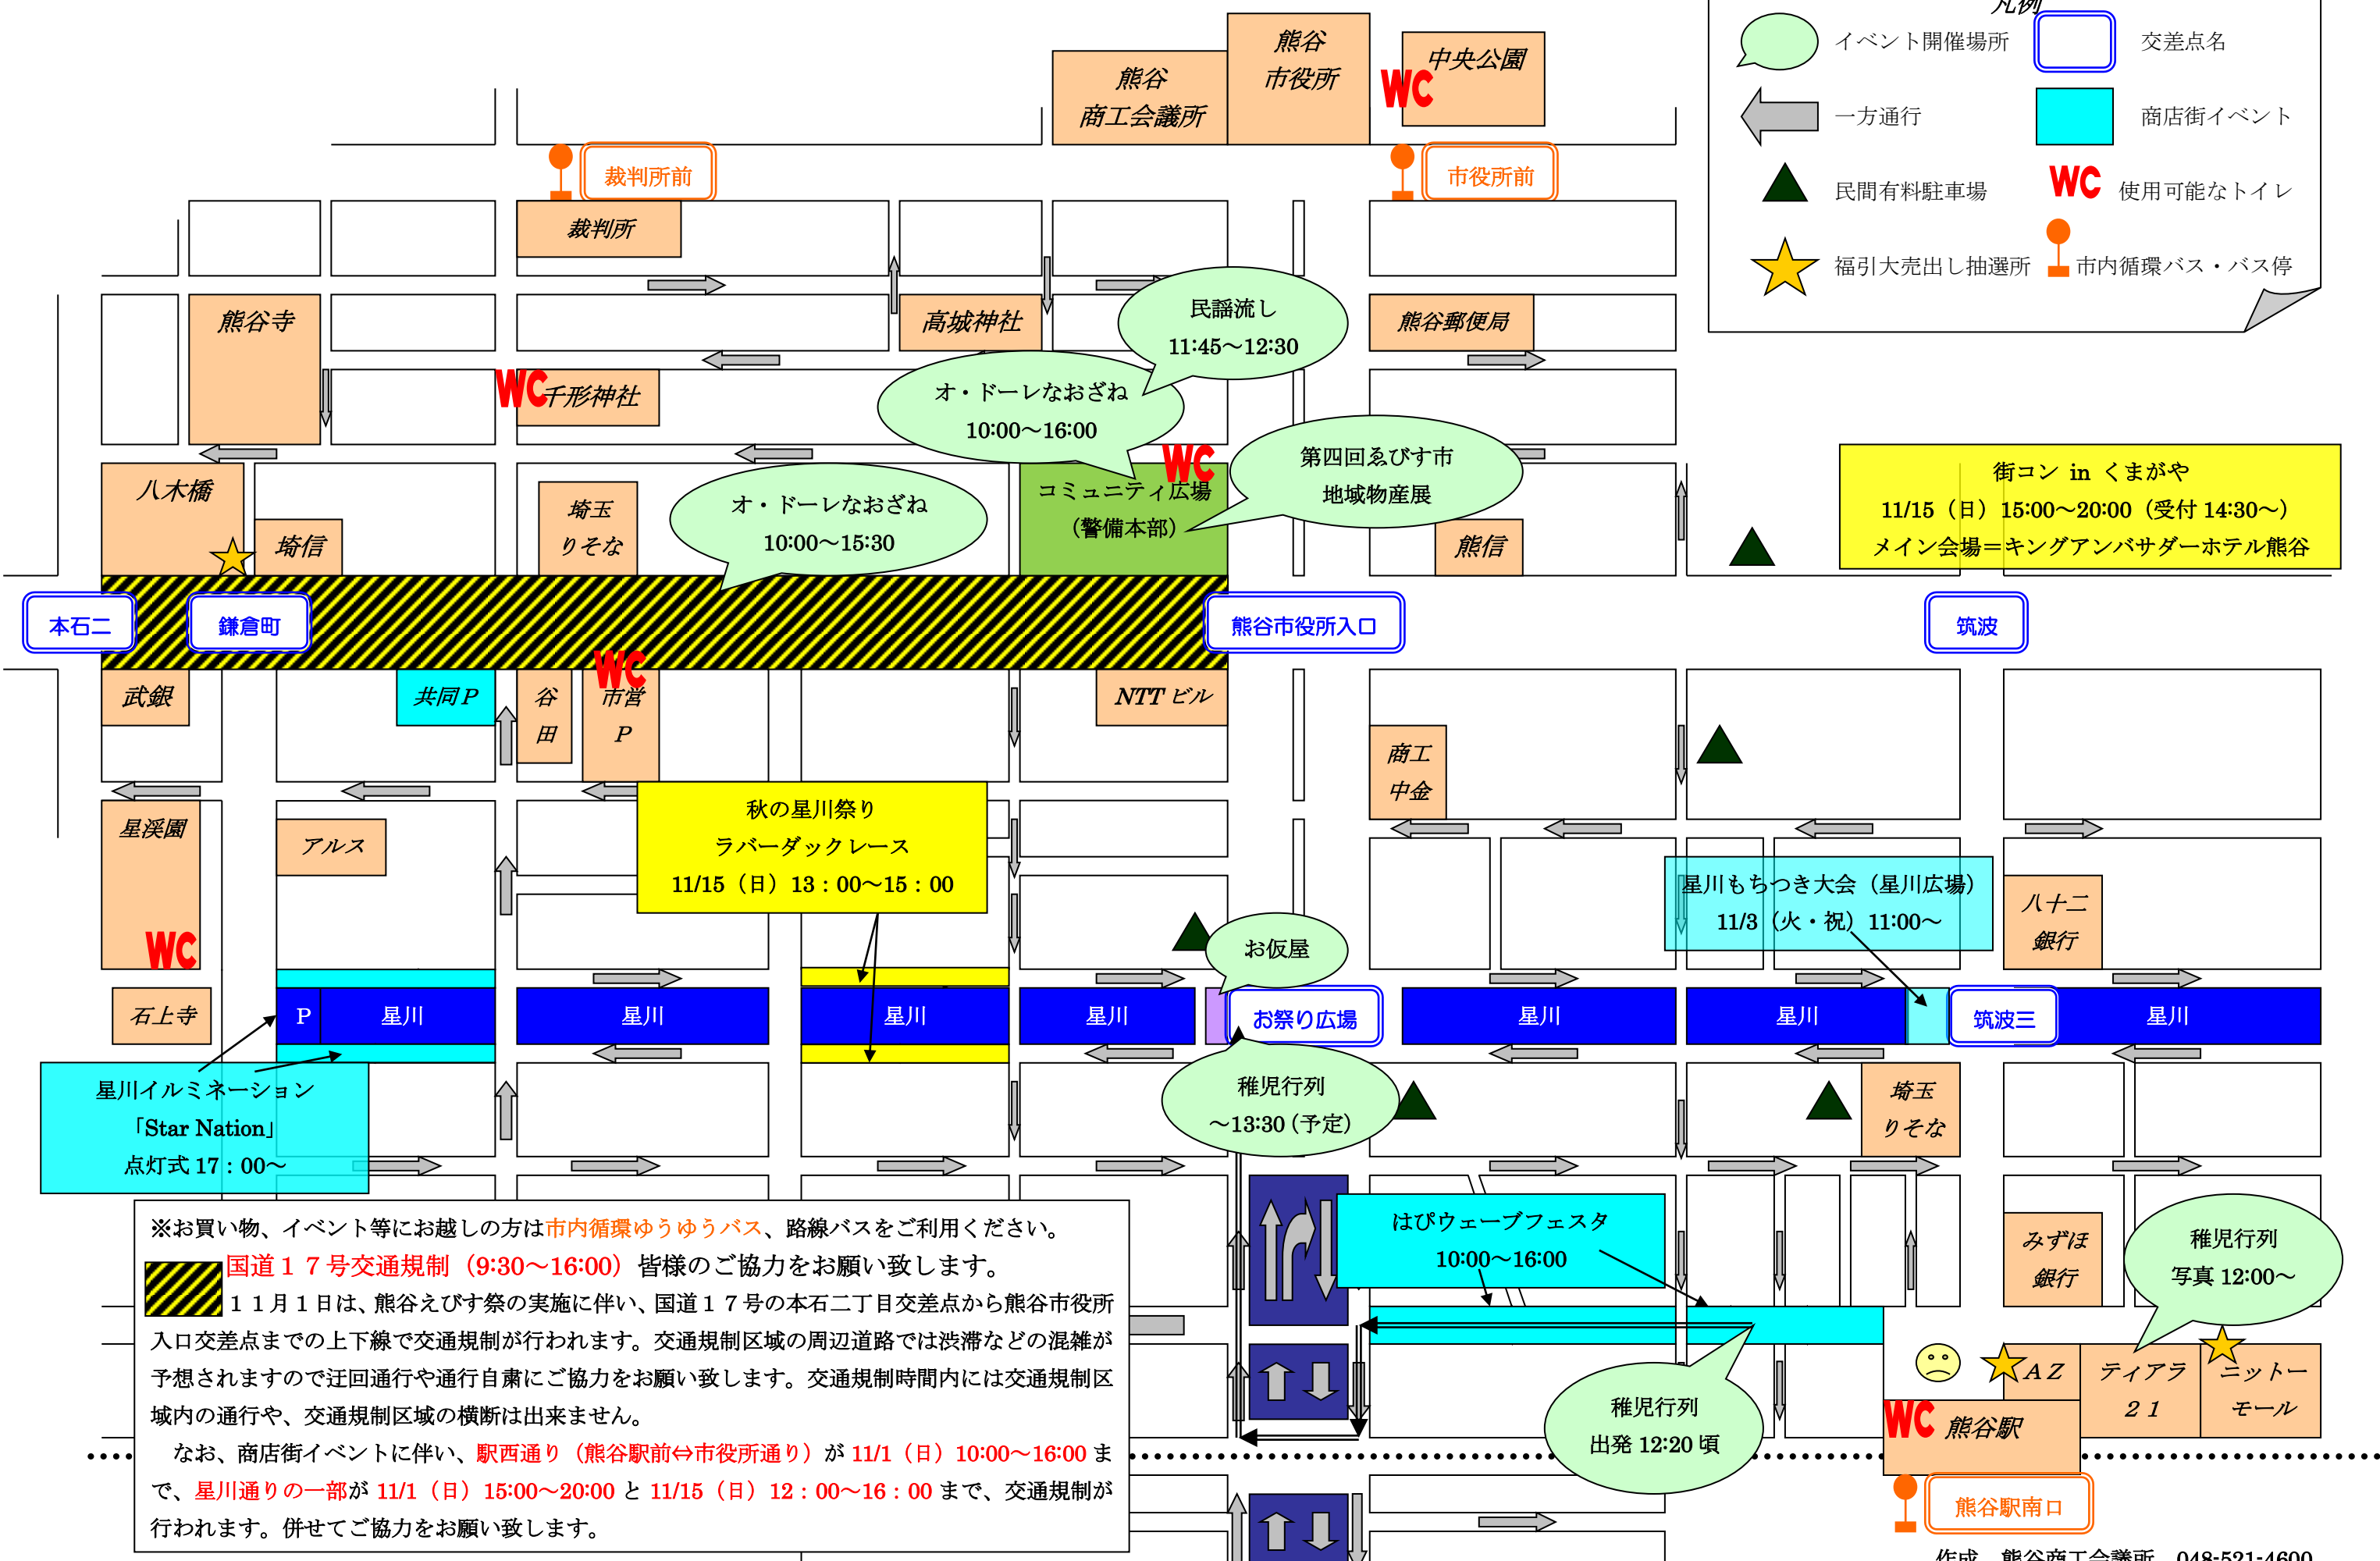 凡例
イベント開催場所
交差点名
一方通行
商店街イベント
民間有料駐車場
WC
使用可能なトイレ
福引大売出し抽選所
市内循環バス・バス停
熊谷
商工会議所
熊谷
市役所
中央公園
WC
裁判所前
市役所前
裁判所
熊谷寺
高城神社
民謡流し
11:45～12:30
熊谷郵便局
WC
千形神社
オ・ドーレなおざね
10:00～16:00
WC
第四回ゑびす市
地域物産展
八木橋
埼信
埼玉
りそな
オ・ドーレなおざね
10:00～15:30
コミュニティ広場
（警備本部）
熊信
街コン in くまがや
11/15（日）15:00～20:00（受付 14:30～）
メイン会場＝キングアンバサダーホテル熊谷
本石二
鎌倉町
熊谷市役所入口
筑波
武銀
共同Ｐ
谷
田
WC
市営
Ｐ
NTT ビル
商工
中金
星渓園
WC
アルス
秋の星川祭り
ラバーダックレース
11/15（日）13：00～15：00
星川もちつき大会（星川広場）
11/3（火・祝）11:00～
八十二
銀行
お仮屋
石上寺
Ｐ
星川
星川
星川
星川
お祭り広場
星川
星川
筑波三
星川
星川イルミネーション
「Star Nation」
点灯式 17：00～
稚児行列
～13:30（予定）
埼玉
りそな
はぴウェーブフェスタ
10:00～16:00
みずほ
銀行
稚児行列
写真 12:00～
稚児行列
出発 12:20 頃
ＡＺ
ティアラ
２１
ニットー
モール
WC
熊谷駅
熊谷駅南口
※お買い物、イベント等にお越しの方は市内循環ゆうゆうバス、路線バスをご利用ください。
国道１７号交通規制（9:30～16:00）皆様のご協力をお願い致します。
１１月１日は、熊谷えびす祭の実施に伴い、国道１７号の本石二丁目交差点から熊谷市役所
入口交差点までの上下線で交通規制が行われます。交通規制区域の周辺道路では渋滞などの混雑が
予想されますので迂回通行や通行自粛にご協力をお願い致します。交通規制時間内には交通規制区
域内の通行や、交通規制区域の横断は出来ません。
なお、商店街イベントに伴い、駅西通り（熊谷駅前⇔市役所通り）が 11/1（日）10:00～16:00 ま
で、星川通りの一部が 11/1（日）15:00～20:00 と 11/15（日）12：00～16：00 まで、交通規制が
行われます。併せてご協力をお願い致します。
作成 熊谷商工会議所 048-521-4600